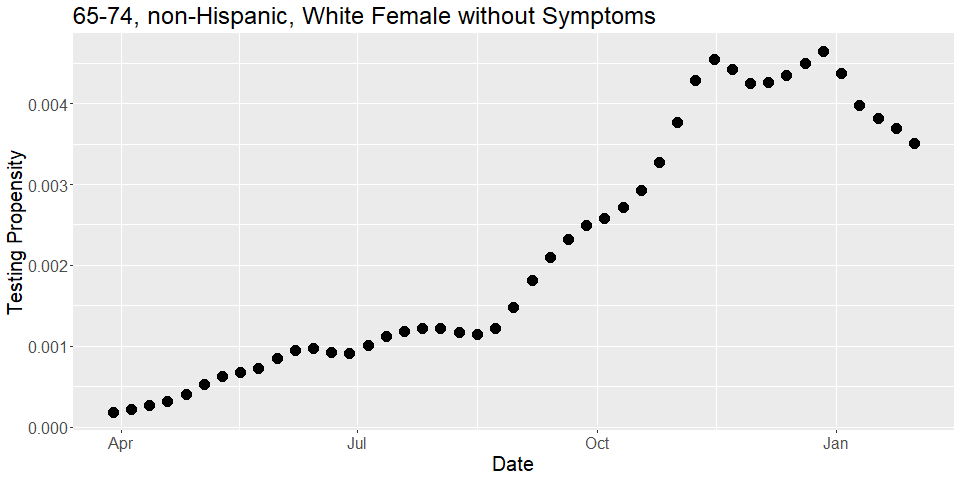 65-74, non-Hispanic, White Female without Symptoms
Testing Propensity
0.004
0.003
0.002
0.001
0.000
Apr Jul Oct Jan
Date